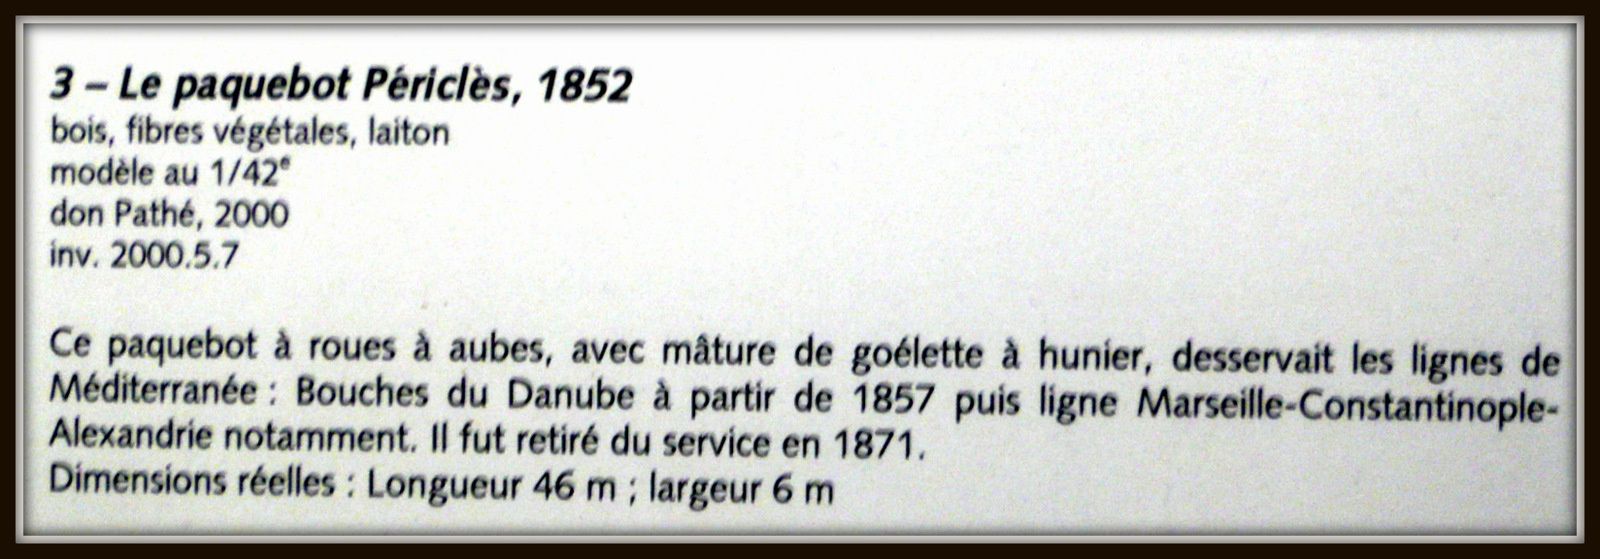 3 – Le paquebot Périclès, 1852
bois, fibres végétales, laiton
modèle au 1/42e
don Pathé, 2000
inv. 2000.5.7
Ce paquebot à roues à aubes, avec mâture de goélette à hunier, desservait les lignes de
Méditerranée : Bouches du Danube à partir de 1857 puis ligne Marseille-Constantinople-
Alexandrie notamment. Il fut retiré du service en 1871.
Dimensions réelles : Longueur 46 m ; largeur 6 m